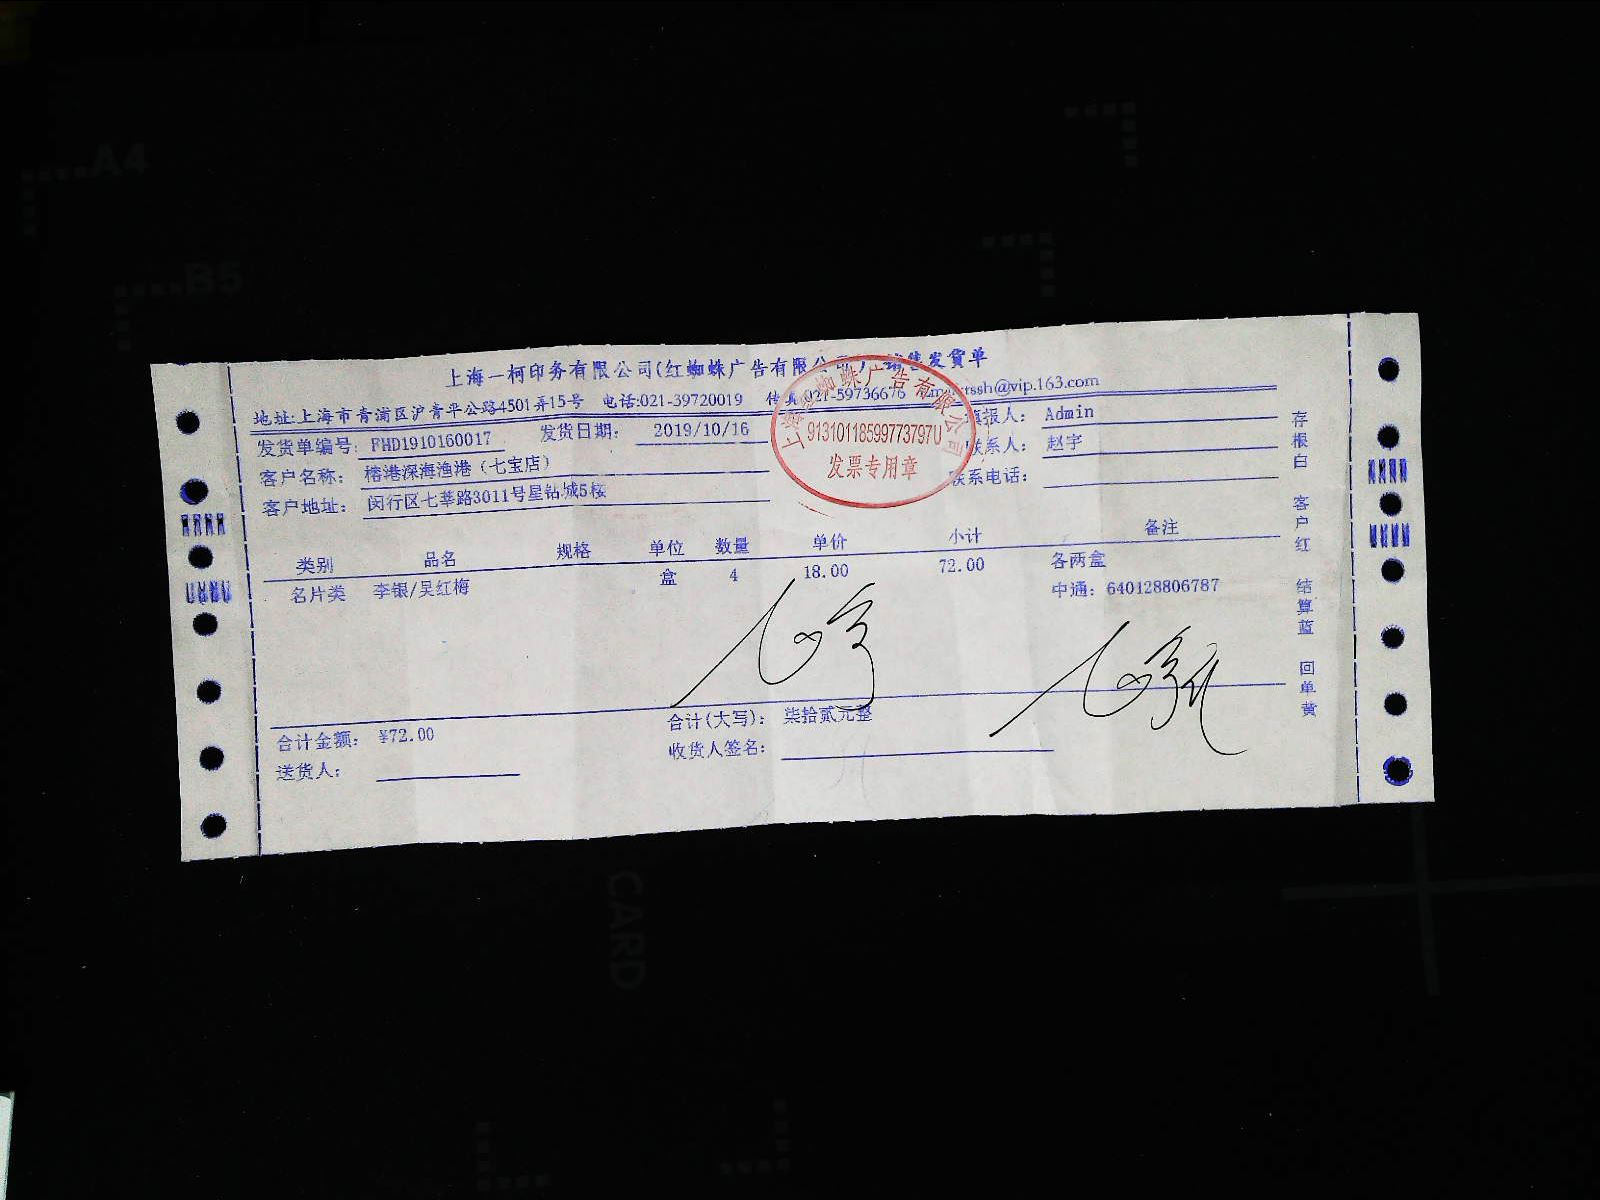 A4
B5
上海一柯印务有限公司(红蜘蛛广告有限公司)销售发货单
地址:上海市青浦区沪青平公路4501弄15号 电话:021-39720019 传真:021-59736676 rssh@vip.163.com
发货单编号: FHD1910160017 发货日期: 2019/10/16 填报人: Admin
客户名称: 榕港深海渔港(七宝店) 联系人: 赵宇
客户地址: 闵行区七莘路3011号星钻城5楼 联系电话:
上海红蜘蛛广告有限公司
91310118599773797U
发票专用章
类别 品名 规格 单位 数量 单价 小计 备注
名片类 李银/吴红梅 盒 4 18.00 72.00 各两盒
中通: 640128806787
合计金额: ¥72.00 合计(大写): 柒拾贰元整
送货人: 收货人签名:
存根白 客户红 结算蓝 回单黄
CARD